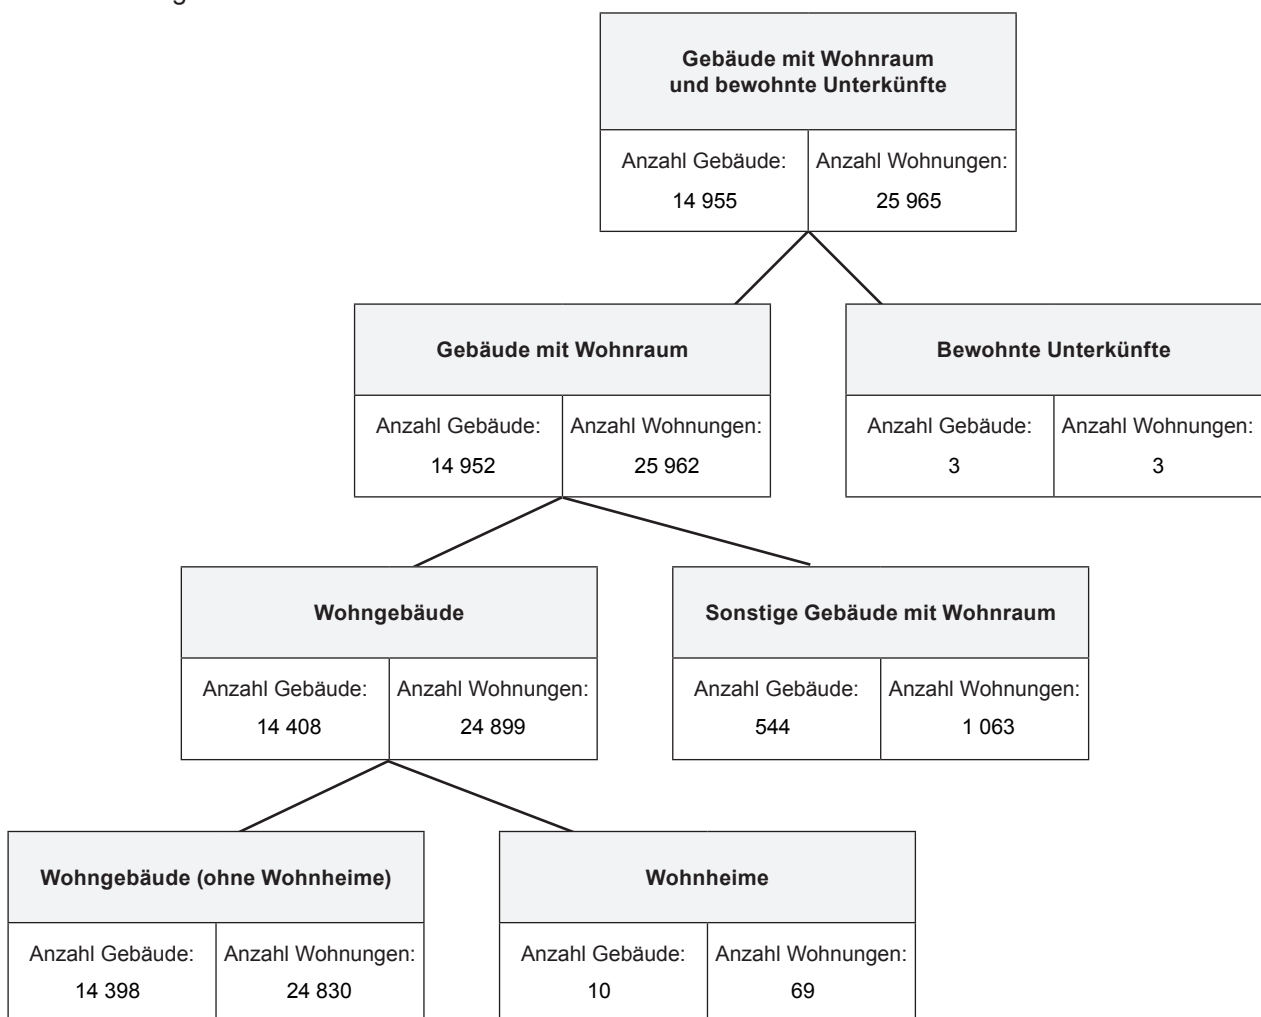 Gebäude mit Wohnraum
und bewohnte Unterkünfte
Anzahl Gebäude: Anzahl Wohnungen:
14 955 25 965
Gebäude mit Wohnraum Bewohnte Unterkünfte
Anzahl Gebäude: Anzahl Wohnungen: Anzahl Gebäude: Anzahl Wohnungen:
14 952 25 962 3 3
Wohngebäude Sonstige Gebäude mit Wohnraum
Anzahl Gebäude: Anzahl Wohnungen: Anzahl Gebäude: Anzahl Wohnungen:
14 408 24 899 544 1 063
Wohngebäude (ohne Wohnheime) Wohnheime
Anzahl Gebäude: Anzahl Wohnungen: Anzahl Gebäude: Anzahl Wohnungen:
14 398 24 830 10 69